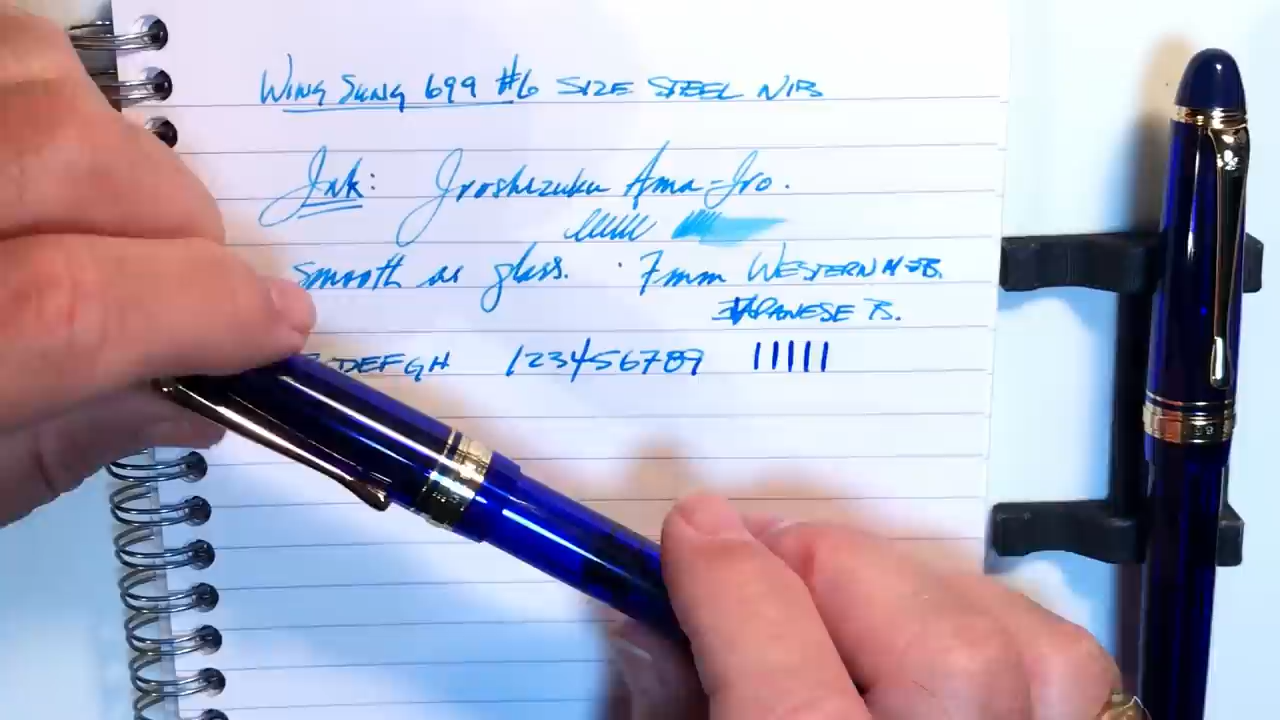 WING SUNG 699 #6 SIZE STEEL NIB
Ink: Iroshizuku Ama-Iro.
Smooth as glass. · 7mm WESTERN M-B.
JAPANESE B.
DEFGH 123456789 |||||
99